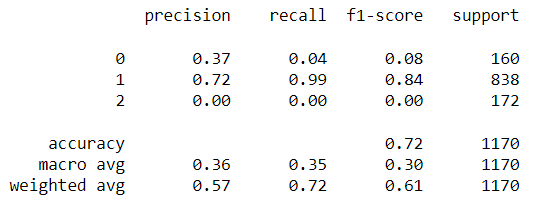 precision recall f1-score support
0 0.37 0.04 0.08 160
1 0.72 0.99 0.84 838
2 0.00 0.00 0.00 172
accuracy 0.72 1170
macro avg 0.36 0.35 0.30 1170
weighted avg 0.57 0.72 0.61 1170